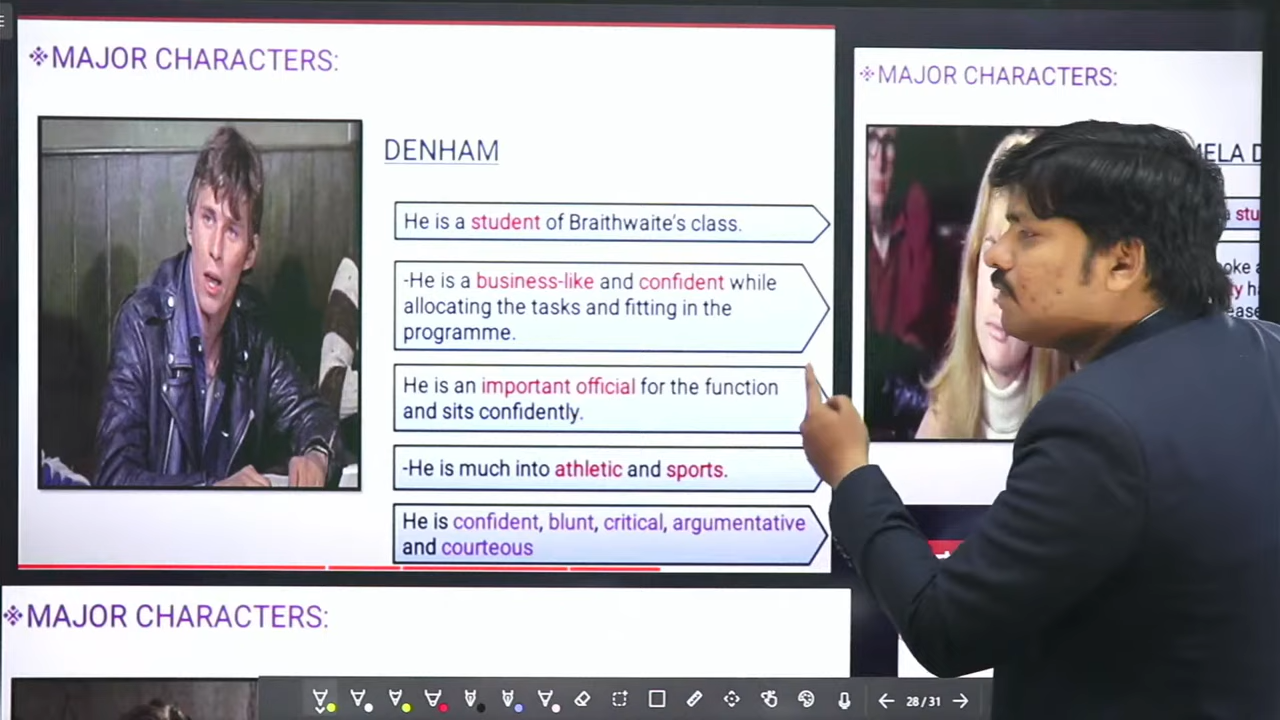 ❖MAJOR CHARACTERS:
DENHAM
He is a student of Braithwaite's class.
-He is a business-like and confident while
allocating the tasks and fitting in the
programme.
He is an important official for the function
and sits confidently.
-He is much into athletic and sports.
He is confident, blunt, critical, argumentative
and courteous
❖MAJOR CHARACTERS:
❖MAJOR CHARACTERS:
28/31